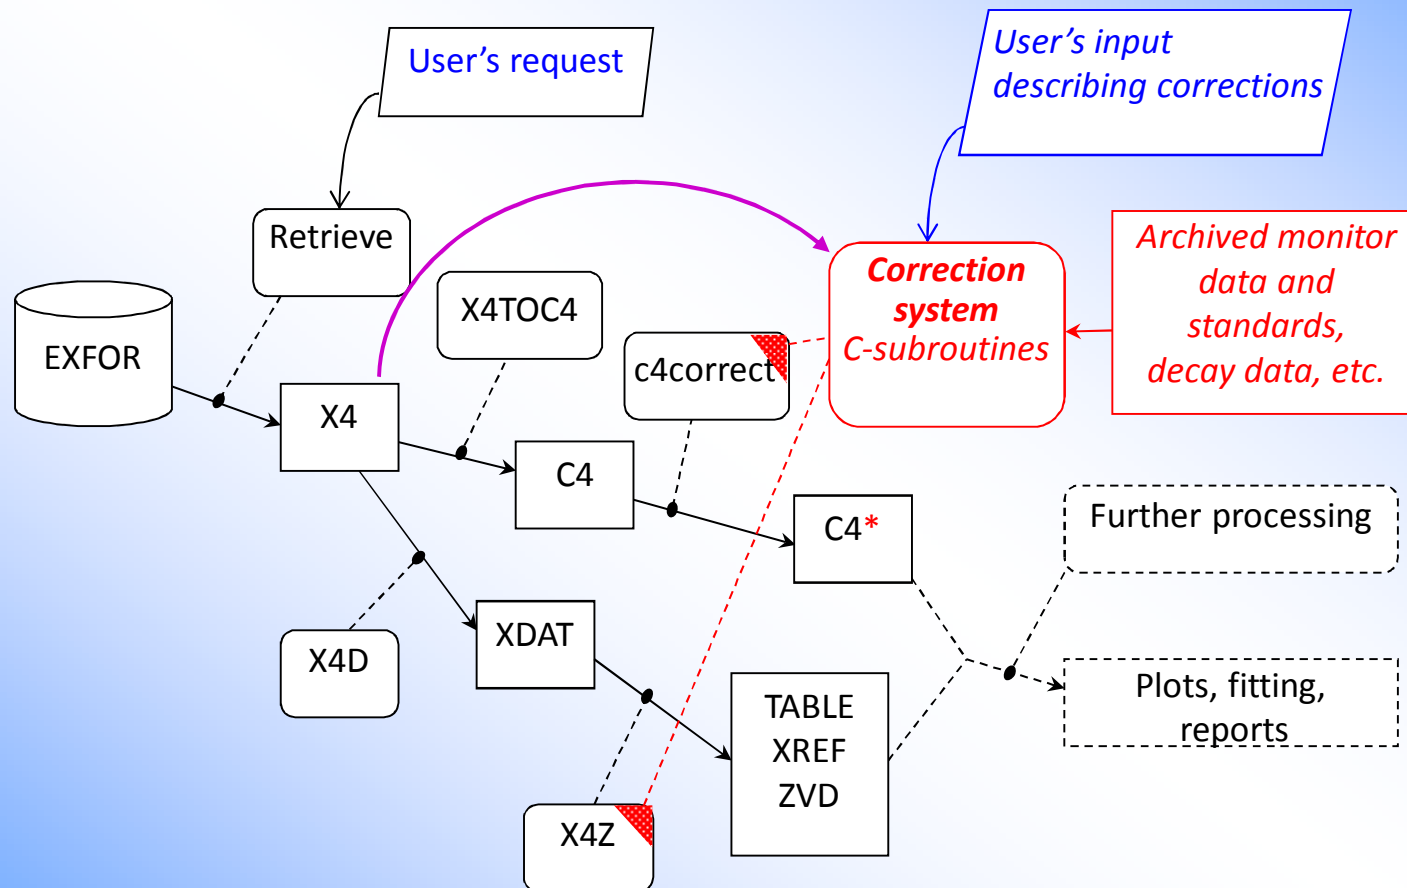 User’s request
User’s input
describing corrections
Retrieve
EXFOR
X4TOC4
X4
c4correct
Correction
system
C-subroutines
Archived monitor
data and
standards,
decay data, etc.
C4
C4*
Further processing
X4D
XDAT
TABLE
XREF
ZVD
Plots, fitting,
reports
X4Z